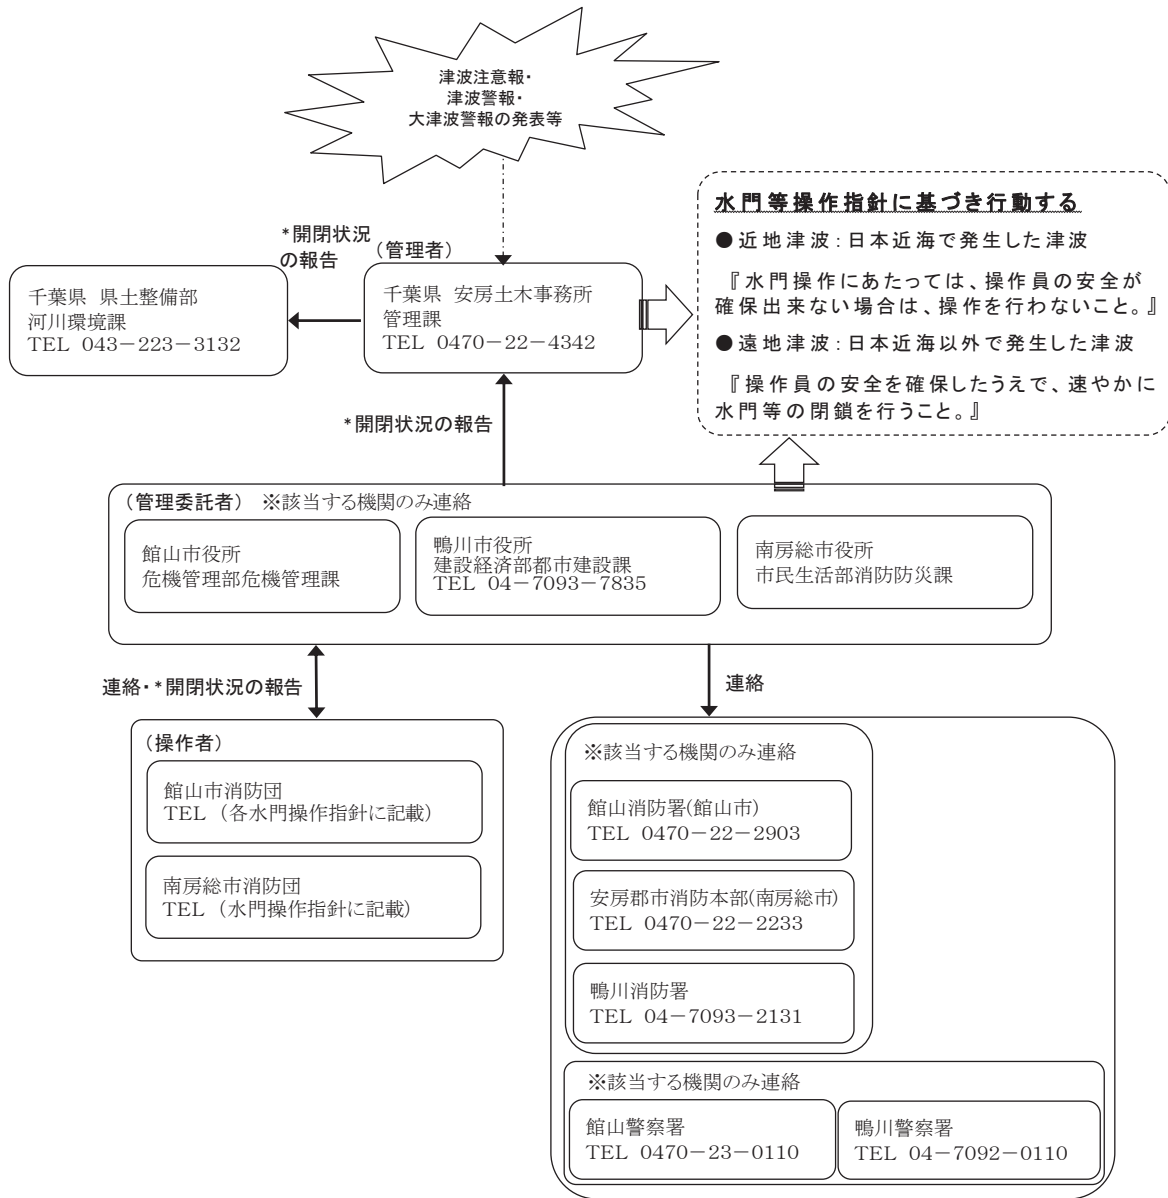 津波注意報・
津波警報・
大津波警報の発表等
*開閉状況
の報告
(管理者)
千葉県 県土整備部
河川環境課
TEL 043-223-3132
千葉県 安房土木事務所
管理課
TEL 0470-22-4342
水門等操作指針に基づき行動する
●近地津波:日本近海で発生した津波
『水門操作にあたっては、操作員の安全が
確保出来ない場合は、操作を行わないこと。』
●遠地津波:日本近海以外で発生した津波
『操作員の安全を確保したうえで、速やかに
水門等の閉鎖を行うこと。』
*開閉状況の報告
(管理委託者) ※該当する機関のみ連絡
館山市役所
危機管理部危機管理課
鴨川市役所
建設経済部都市建設課
TEL 04-7093-7835
南房総市役所
市民生活部消防防災課
連絡・*開閉状況の報告
連絡
(操作者)
館山市消防団
TEL (各水門操作指針に記載)
南房総市消防団
TEL (水門操作指針に記載)
※該当する機関のみ連絡
館山消防署(館山市)
TEL 0470-22-2903
安房郡市消防本部(南房総市)
TEL 0470-22-2233
鴨川消防署
TEL 04-7093-2131
※該当する機関のみ連絡
館山警察署
TEL 0470-23-0110
鴨川警察署
TEL 04-7092-0110